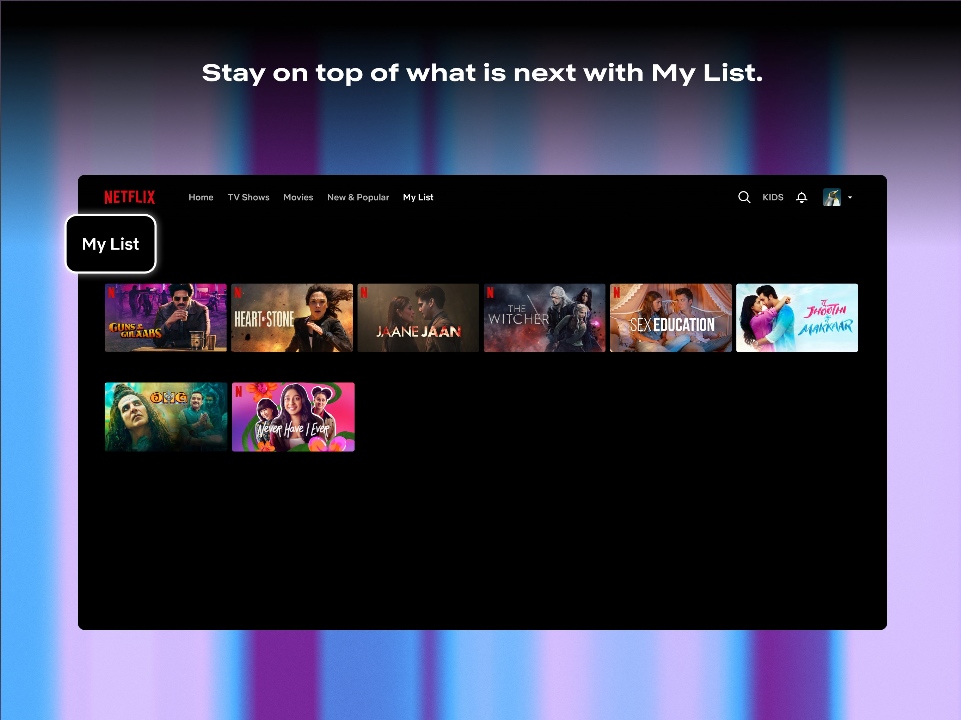 Stay on top of what is next with My List.
NETFLIX Home TV Shows Movies New & Popular My List KIDS
My List
N
GUNS &
GULAABS
N
HEART OF STONE
N
JAANE JAAN
N
THE
WITCHER
N
SEX EDUCATION
Tu
JHOOTHI
Main
MAKKAAR
OMG
N
Never Have I Ever